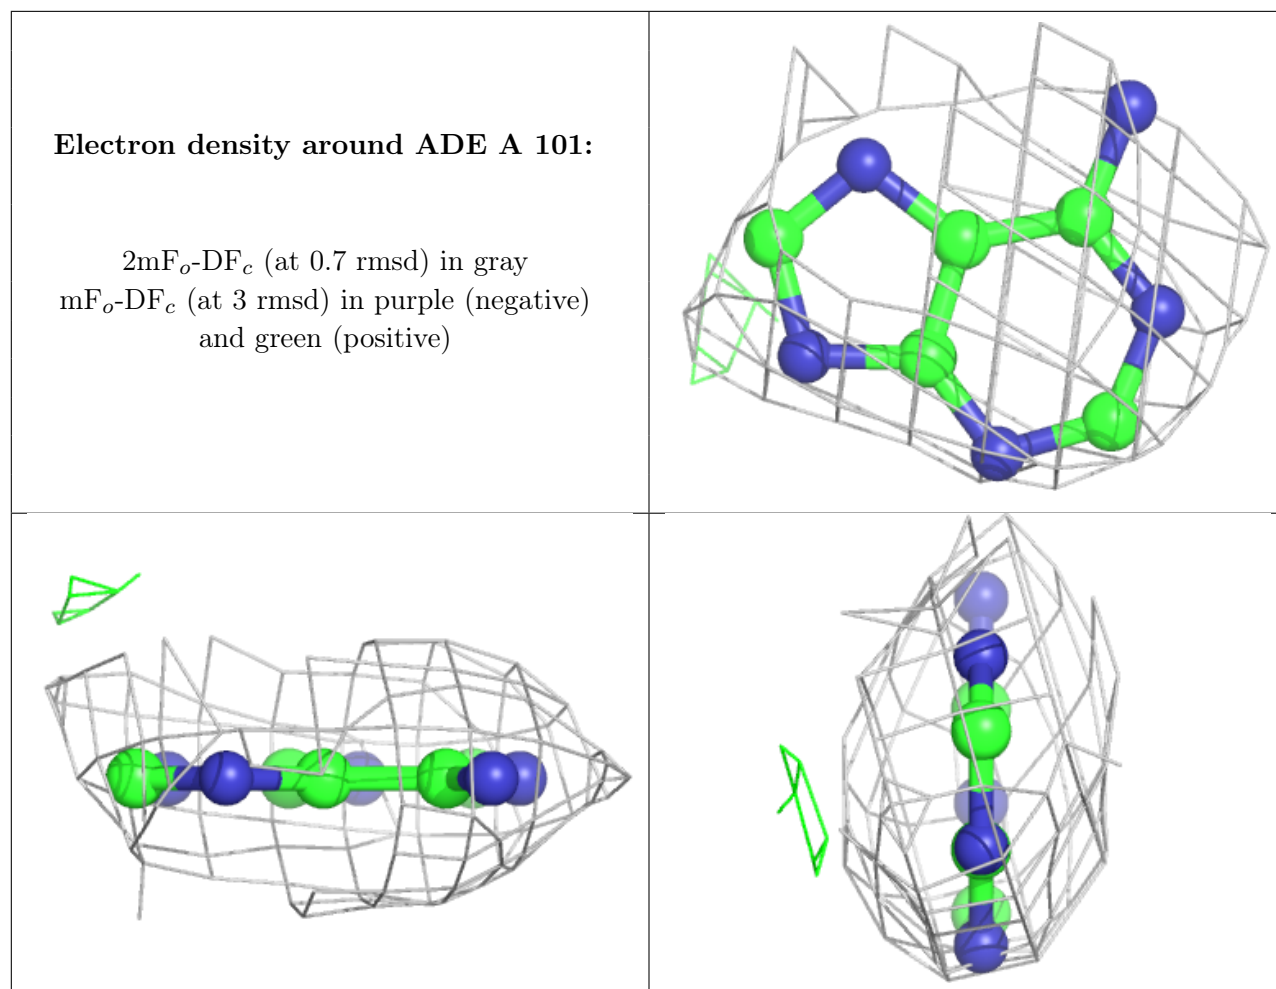 Electron density around ADE A 101:
2mFo-DFc (at 0.7 rmsd) in gray
mFo-DFc (at 3 rmsd) in purple (negative)
and green (positive)